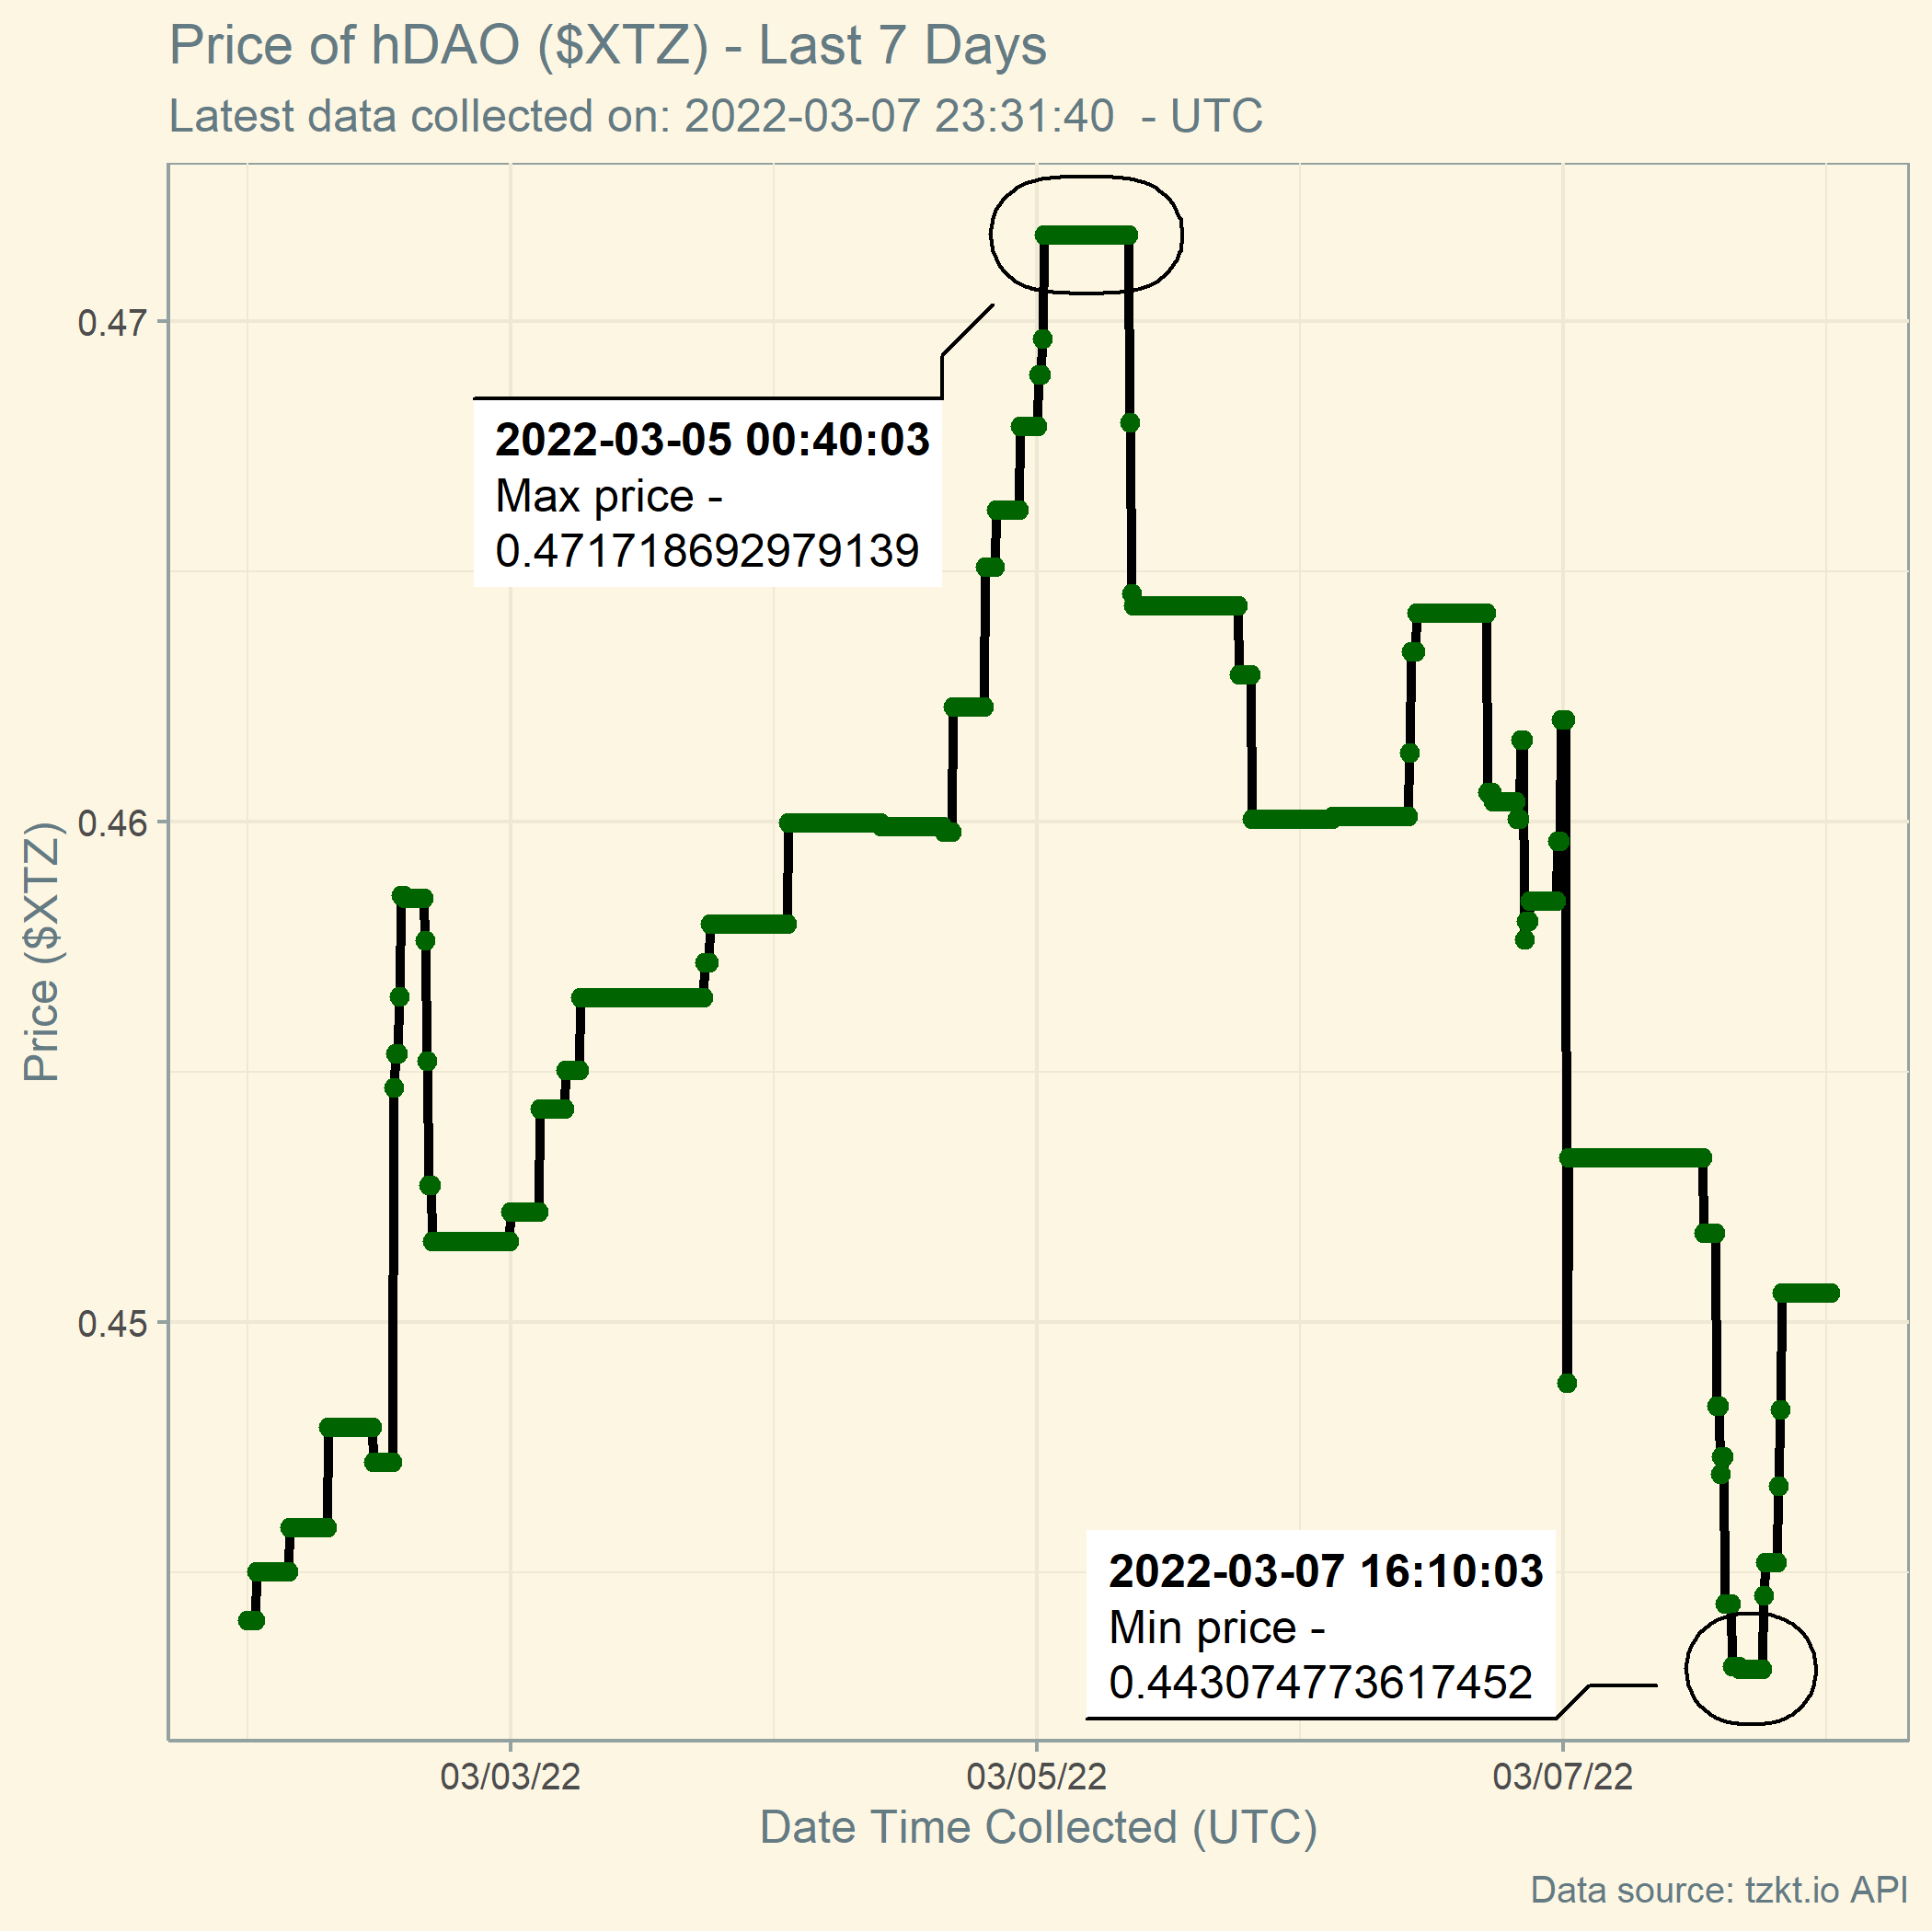 Price of hDAO ($XTZ) - Last 7 Days
Latest data collected on: 2022-03-07 23:31:40  - UTC
0.47
0.46
0.45
Price ($XTZ)
2022-03-05 00:40:03
Max price -
0.471718692979139
2022-03-07 16:10:03
Min price -
0.443074773617452
03/03/22
03/05/22
03/07/22
Date Time Collected (UTC)
Data source: tzkt.io API